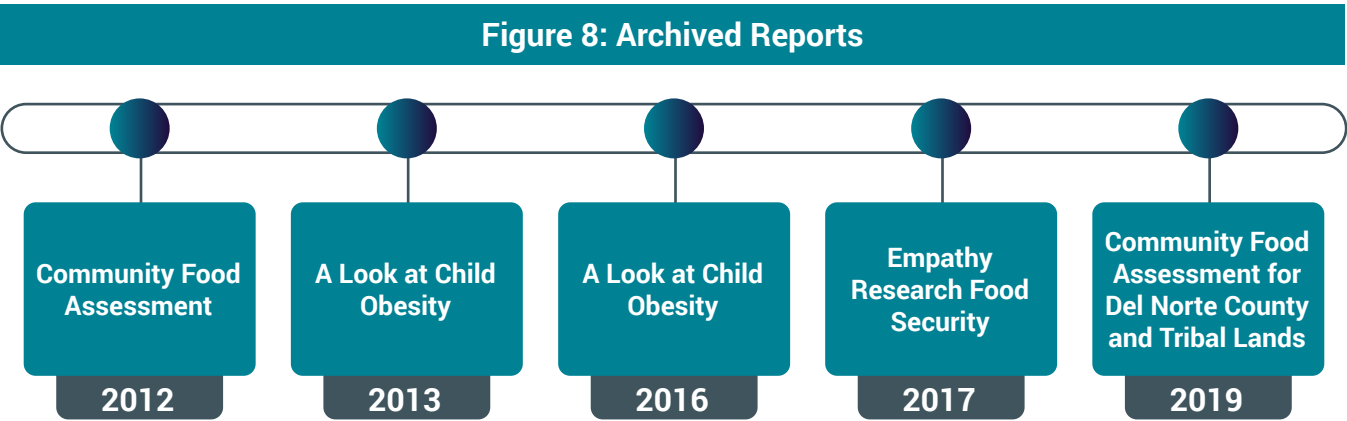 Figure 8: Archived Reports
Community Food
Assessment
2012
A Look at Child
Obesity
2013
A Look at Child
Obesity
2016
Empathy
Research Food
Security
2017
Community Food
Assessment for
Del Norte County
and Tribal Lands
2019